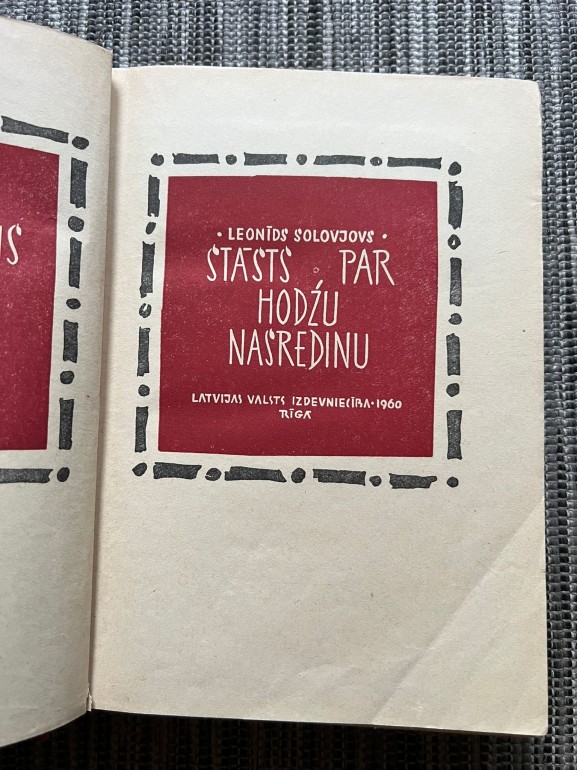 • LEONĪDS SOLOVJOVS •
STĀSTS PAR
HODŽU
NASREDINU
LATVIJAS VALSTS IZDEVNIECĪBA • 1960
RĪGĀ